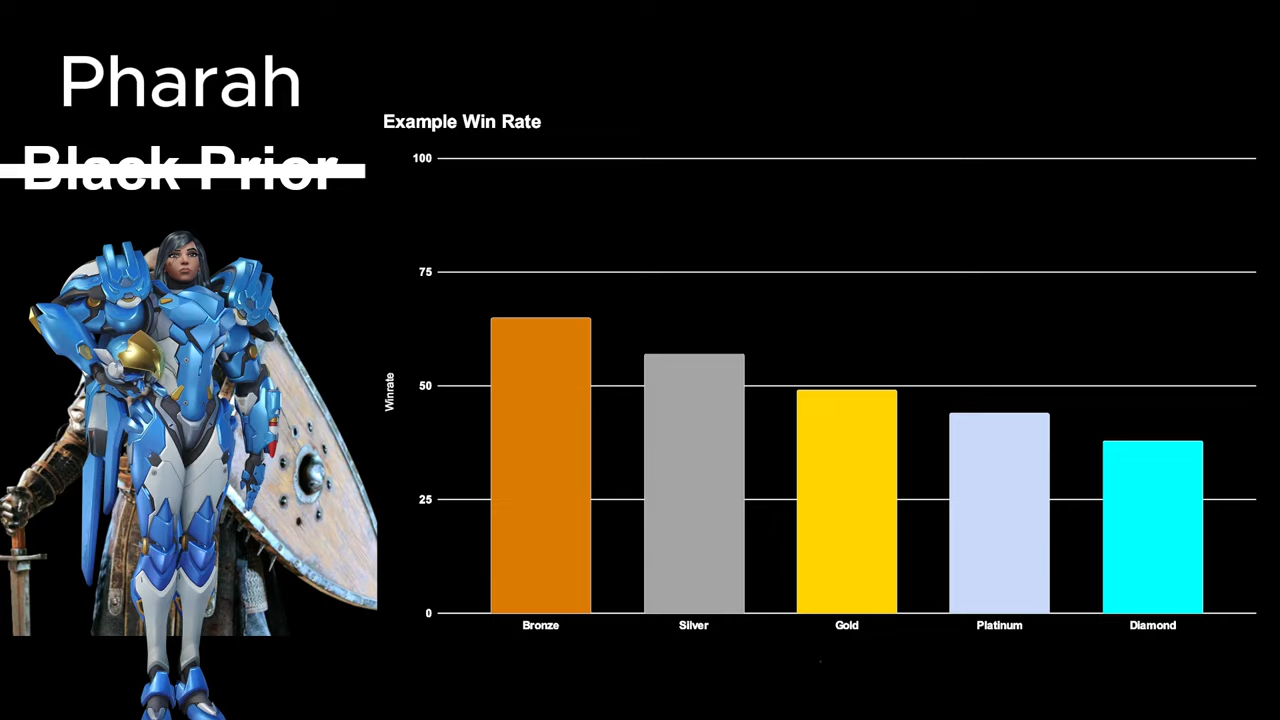 Pharah
Black Prior
Example Win Rate
100
75
50
25
0
Winrate
Bronze
Silver
Gold
Platinum
Diamond